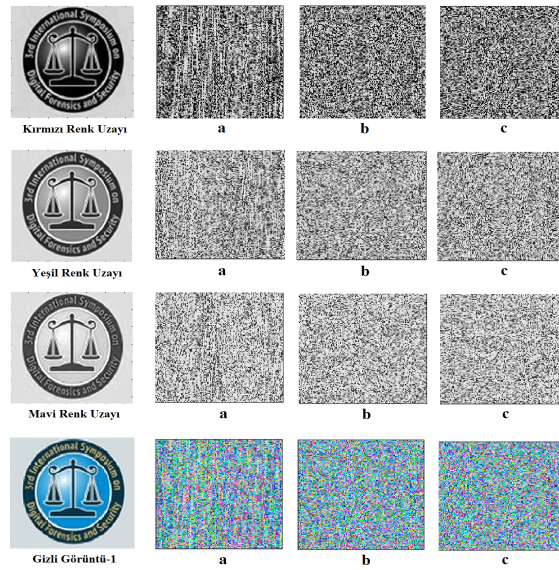 3rd International Symposium on
Digital Forensics and Security
Kırmızı Renk Uzayı
a
b
c
3rd International Symposium on
Digital Forensics and Security
Yeşil Renk Uzayı
a
b
c
3rd International Symposium on
Digital Forensics and Security
Mavi Renk Uzayı
a
b
c
3rd International Symposium on
Digital Forensics and Security
Gizli Görüntü-1
a
b
c